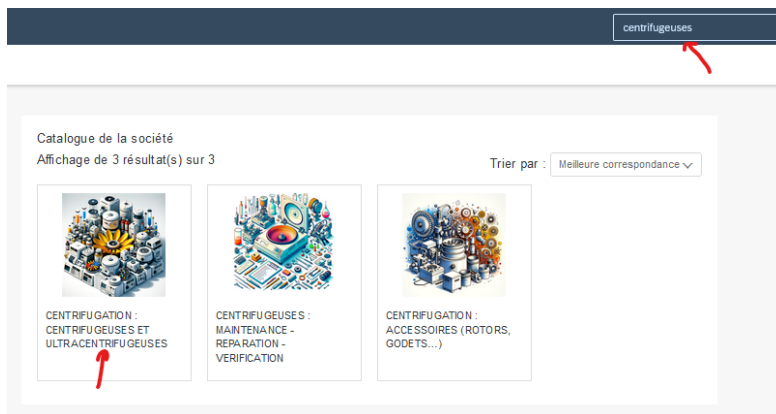 centrifugeuses
Catalogue de la société
Affichage de 3 résultat(s) sur 3
Trier par :
Meilleure correspondance
CENTRIFUGATION :
CENTRIFUGEUSES ET
ULTRACENTRIFUGEUSES
CENTRIFUGEUSES :
MAINTENANCE -
REPARATION -
VERIFICATION
CENTRIFUGATION :
ACCESSOIRES (ROTORS,
GODETS...)